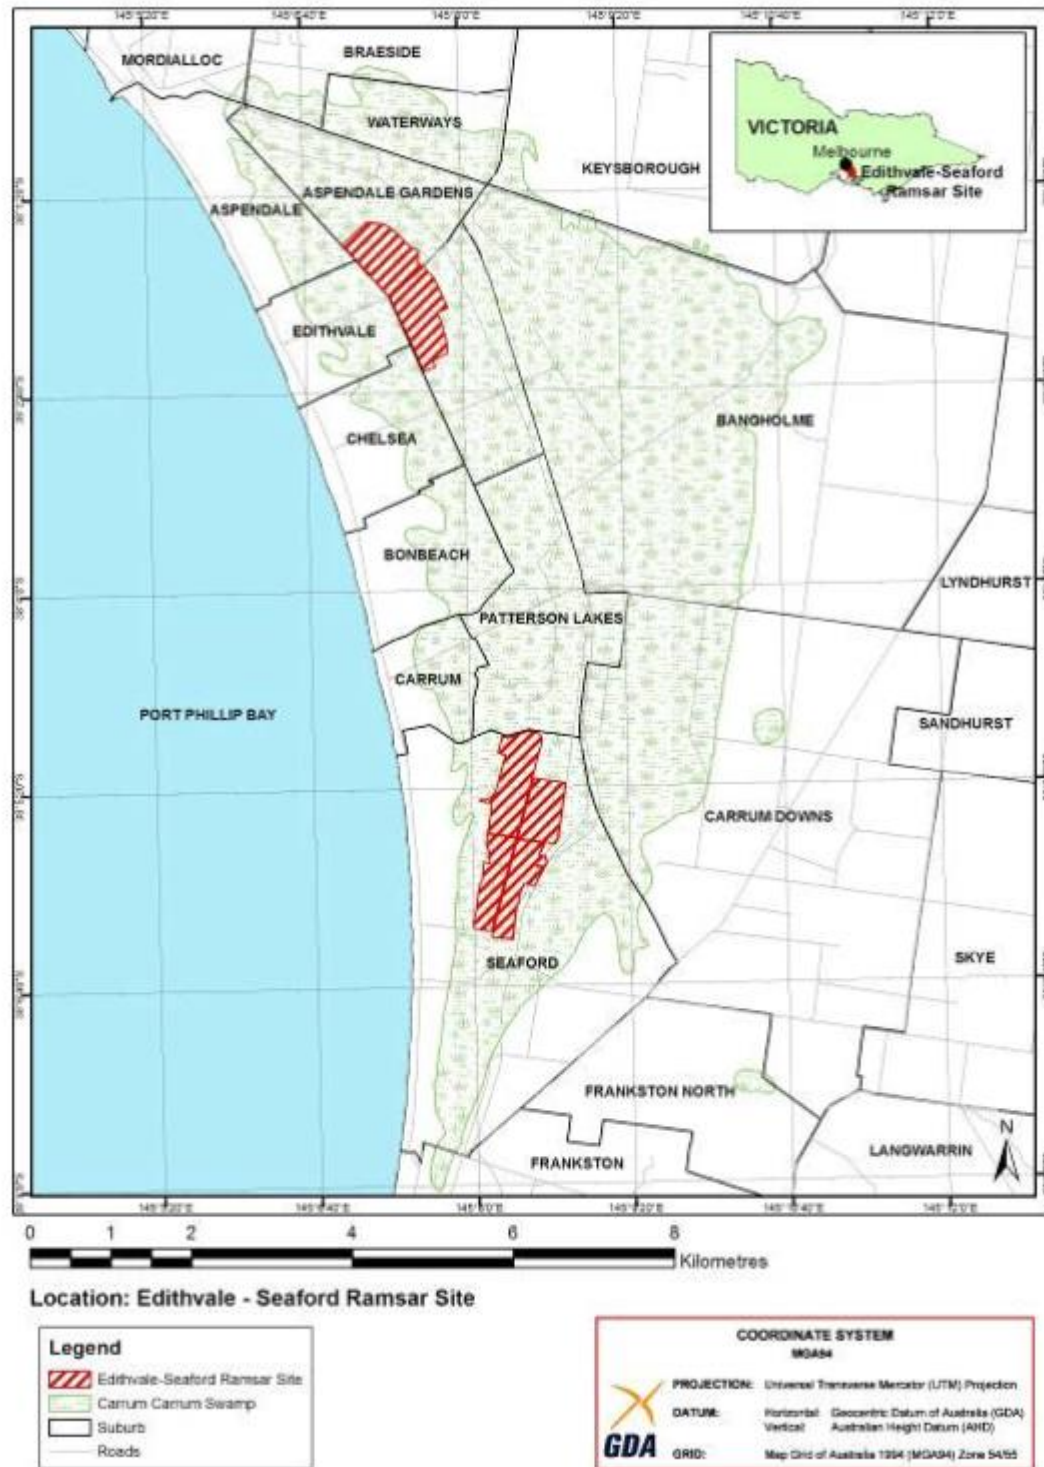 MORDIALLOC
BRAESIDE
WATERWAYS
KEYSBOROUGH
VICTORIA
Melbourne
Edithvale-Seaford
Ramsar Site
ASPENDALE GARDENS
ASPENDALE
EDITHVALE
BANGHOLME
CHELSEA
BONBEACH
LYNDHURST
PATTERSON LAKES
CARRUM
PORT PHILLIP BAY
SANDHURST
CARRUM DOWNS
SEAFORD
SKYE
FRANKSTON NORTH
N
LANGWARRIN
FRANKSTON
0 1 2 4 6 8
Kilometres
Location: Edithvale - Seaford Ramsar Site
Legend
Edithvale-Seaford Ramsar Site
Carrum Carrum Swamp
Suburb
Roads
COORDINATE SYSTEM
MGA94
PROJECTION: Universal Transverse Mercator (UTM) Projection
DATUM: Horizontal: Geocentric Datum of Australia (GDA)
Vertical: Australian Height Datum (AHD)
GDA
GRID: Map Grid of Australia 1994 (MGA94) Zone 54/55